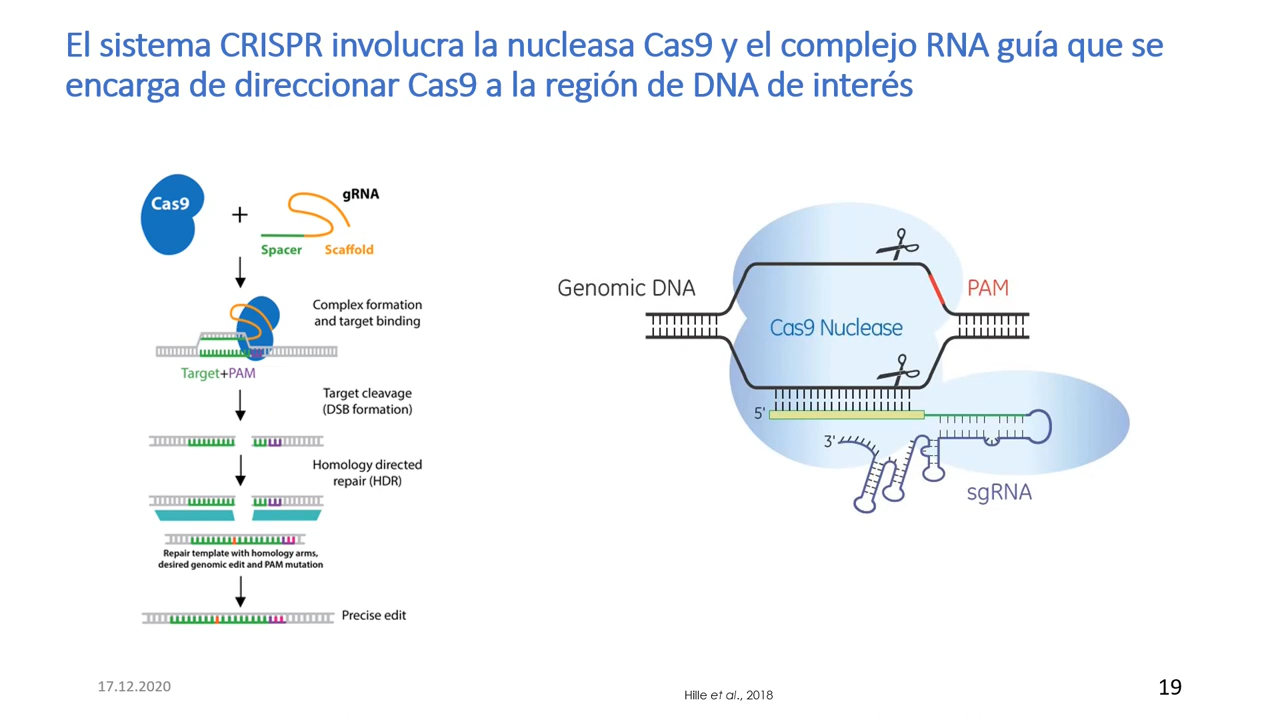 El sistema CRISPR involucra la nucleasa Cas9 y el complejo RNA guía que se
encarga de direccionar Cas9 a la región de DNA de interés
Cas9
+
gRNA
Spacer
Scaffold
Complex formation
and target binding
Target+PAM
Target cleavage
(DSB formation)
Homology directed
repair (HDR)
Repair template with homology arms,
desired genomic edit and PAM mutation
Precise edit
Genomic DNA
PAM
Cas9 Nuclease
5'
3'
sgRNA
17.12.2020
Hille et al., 2018
19